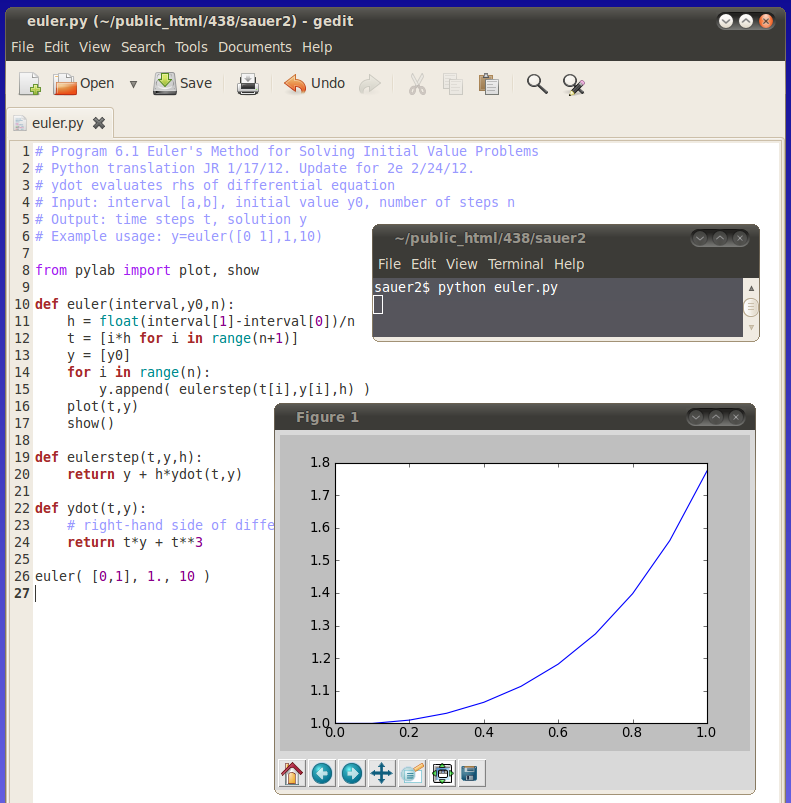 euler.py (~/public_html/438/sauer2) - gedit
File Edit View Search Tools Documents Help
Open Save Undo
euler.py
1 # Program 6.1 Euler's Method for Solving Initial Value Problems
2 # Python translation JR 1/17/12. Update for 2e 2/24/12.
3 # ydot evaluates rhs of differential equation
4 # Input: interval [a,b], initial value y0, number of steps n
5 # Output: time steps t, solution y
6 # Example usage: y=euler([0 1],1,10)
7
8 from pylab import plot, show
9
10 def euler(interval,y0,n):
11     h = float(interval[1]-interval[0])/n
12     t = [i*h for i in range(n+1)]
13     y = [y0]
14     for i in range(n):
15         y.append( eulerstep(t[i],y[i],h) )
16     plot(t,y)
17     show()
18
19 def eulerstep(t,y,h):
20     return y + h*ydot(t,y)
21
22 def ydot(t,y):
23     # right-hand side of diffe
24     return t*y + t**3
25
26 euler( [0,1], 1., 10 )
27
~/public_html/438/sauer2
File Edit View Terminal Help
sauer2$ python euler.py
Figure 1
1.8
1.7
1.6
1.5
1.4
1.3
1.2
1.1
1.0
0.0 0.2 0.4 0.6 0.8 1.0